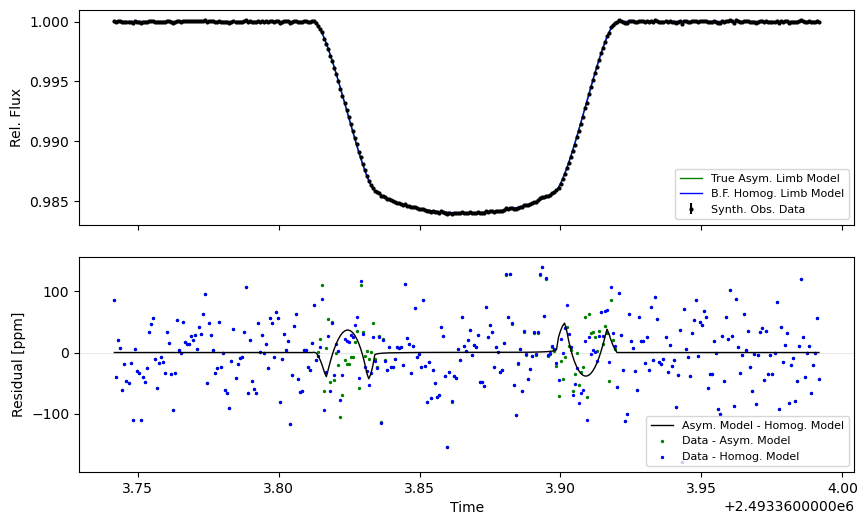 1.000
0.995
0.990
0.985
Rel. Flux
True Asym. Limb Model
B.F. Homog. Limb Model
Synth. Obs. Data
100
0
−100
Residual [ppm]
Asym. Model - Homog. Model
Data - Asym. Model
Data - Homog. Model
3.75
3.80
3.85
3.90
3.95
4.00
Time
+2.4933600000e6